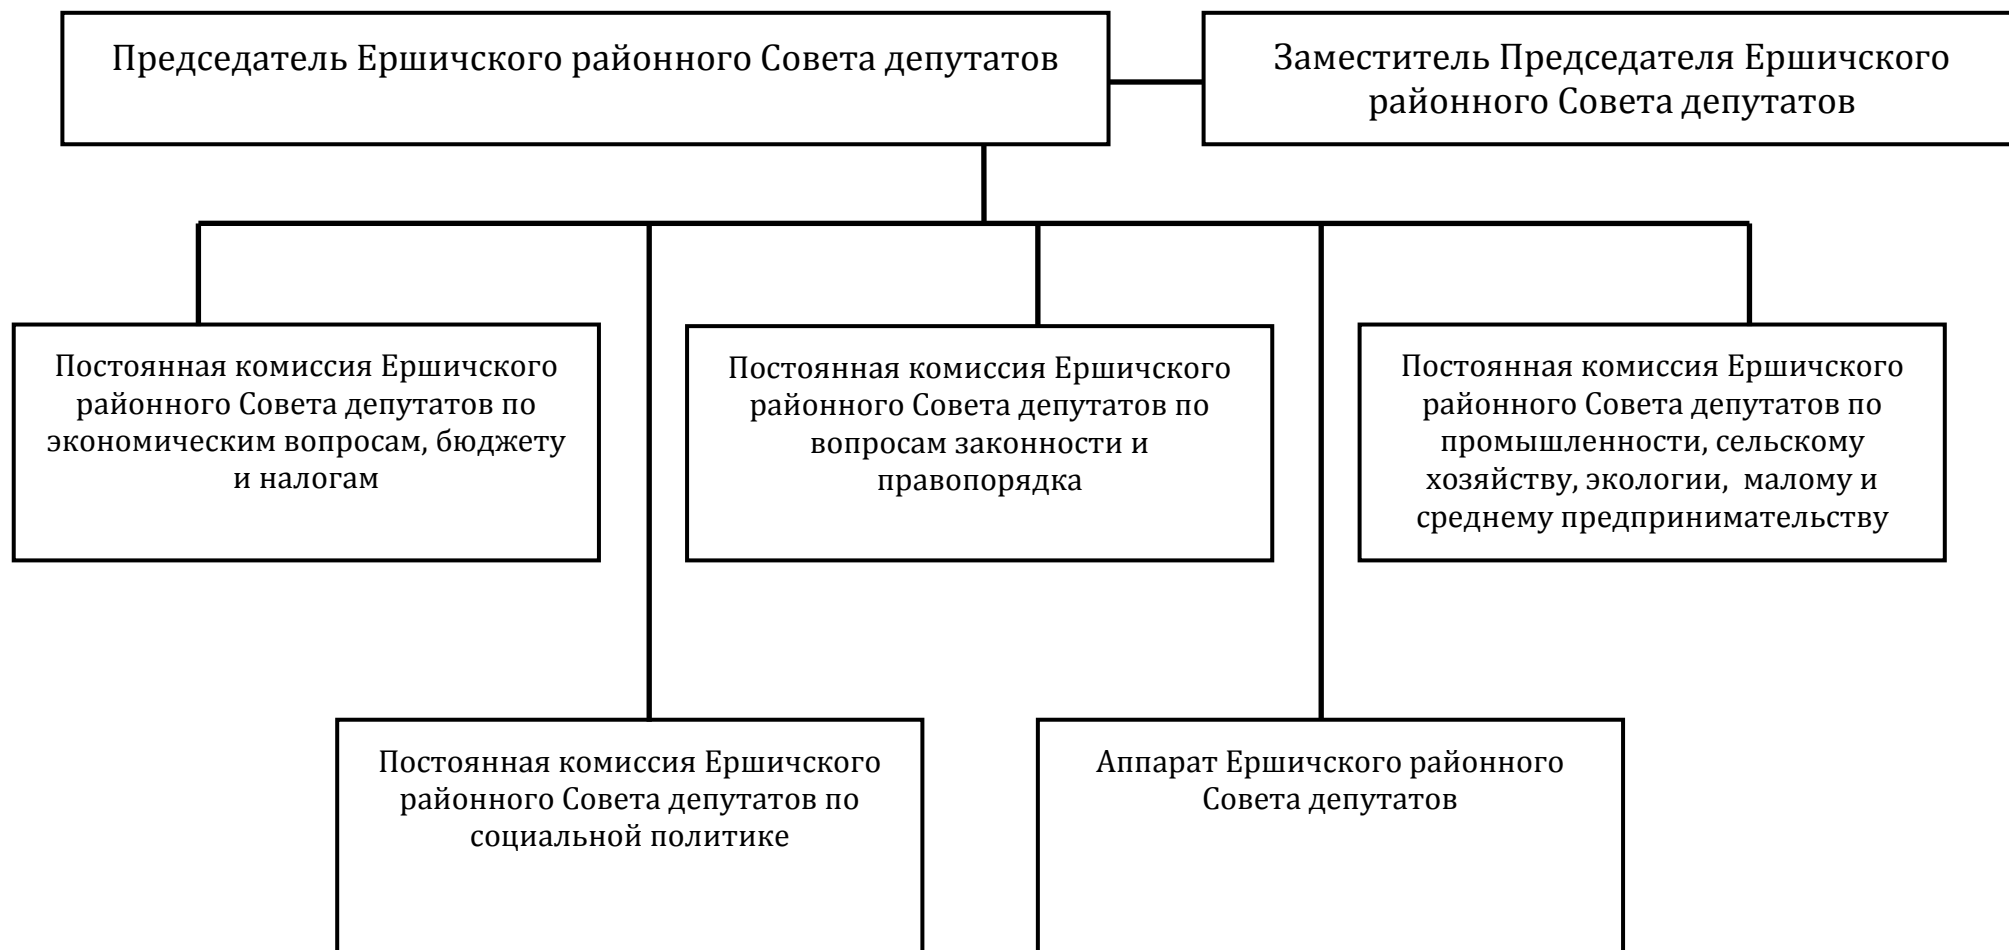 Председатель Ершичского районного Совета депутатов
Заместитель Председателя Ершичского
районного Совета депутатов
Постоянная комиссия Ершичского
районного Совета депутатов по
экономическим вопросам, бюджету
и налогам
Постоянная комиссия Ершичского
районного Совета депутатов по
вопросам законности и
правопорядка
Постоянная комиссия Ершичского
районного Совета депутатов по
промышленности, сельскому
хозяйству, экологии,  малому и
среднему предпринимательству
Постоянная комиссия Ершичского
районного Совета депутатов по
социальной политике
Аппарат Ершичского районного
Совета депутатов